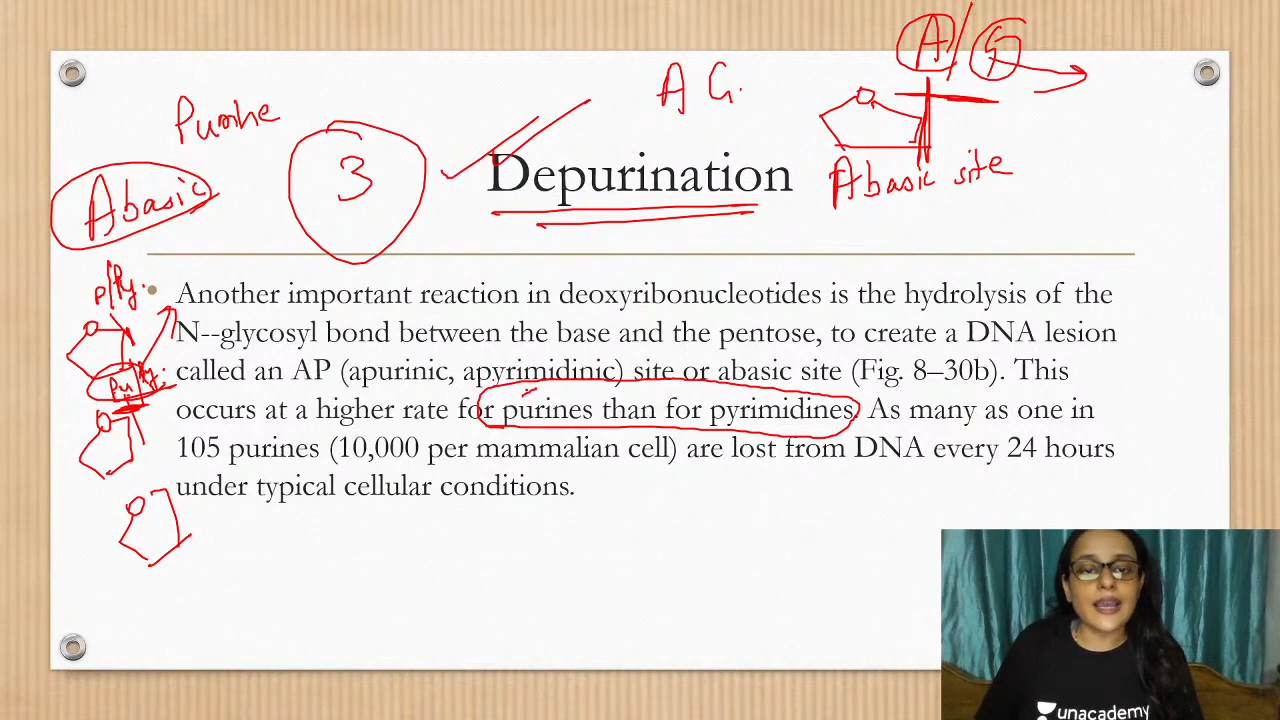 A/G
A G.
Purine
3
Depurination
Abasic site
Abasic
P/Py.
Another important reaction in deoxyribonucleotides is the hydrolysis of the
N--glycosyl bond between the base and the pentose, to create a DNA lesion
called an AP (apurinic, apyrimidinic) site or abasic site (Fig. 8–30b). This
Pu/Py.
occurs at a higher rate for purines than for pyrimidines. As many as one in
105 purines (10,000 per mammalian cell) are lost from DNA every 24 hours
under typical cellular conditions.
unacademy